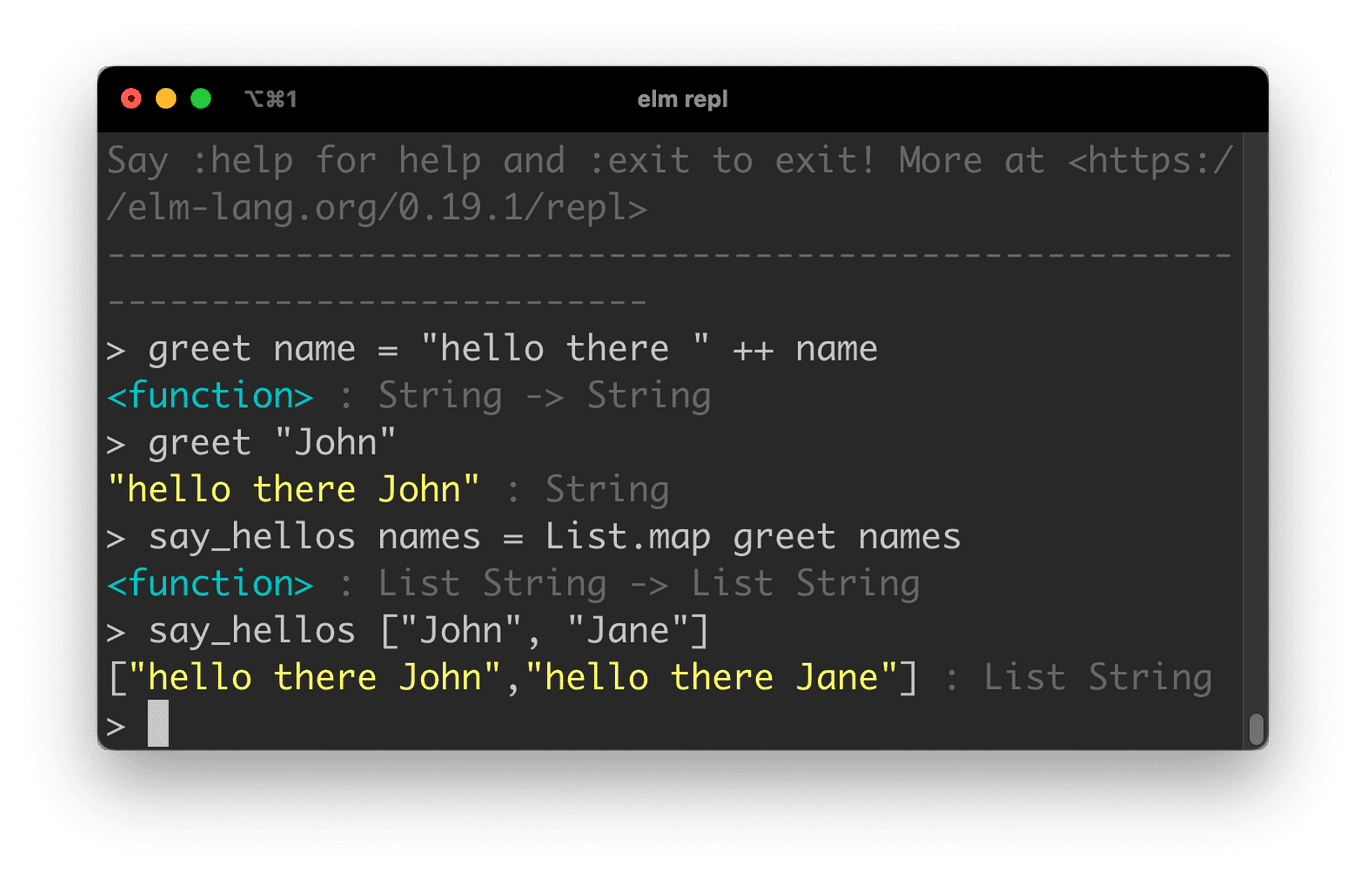 ⌥⌘1
elm repl
Say :help for help and :exit to exit! More at <https:/
/elm-lang.org/0.19.1/repl>
------------------------------------------------------
--------------------------
> greet name = "hello there " ++ name
<function> : String -> String
> greet "John"
"hello there John" : String
> say_hellos names = List.map greet names
<function> : List String -> List String
> say_hellos ["John", "Jane"]
["hello there John","hello there Jane"] : List String
>